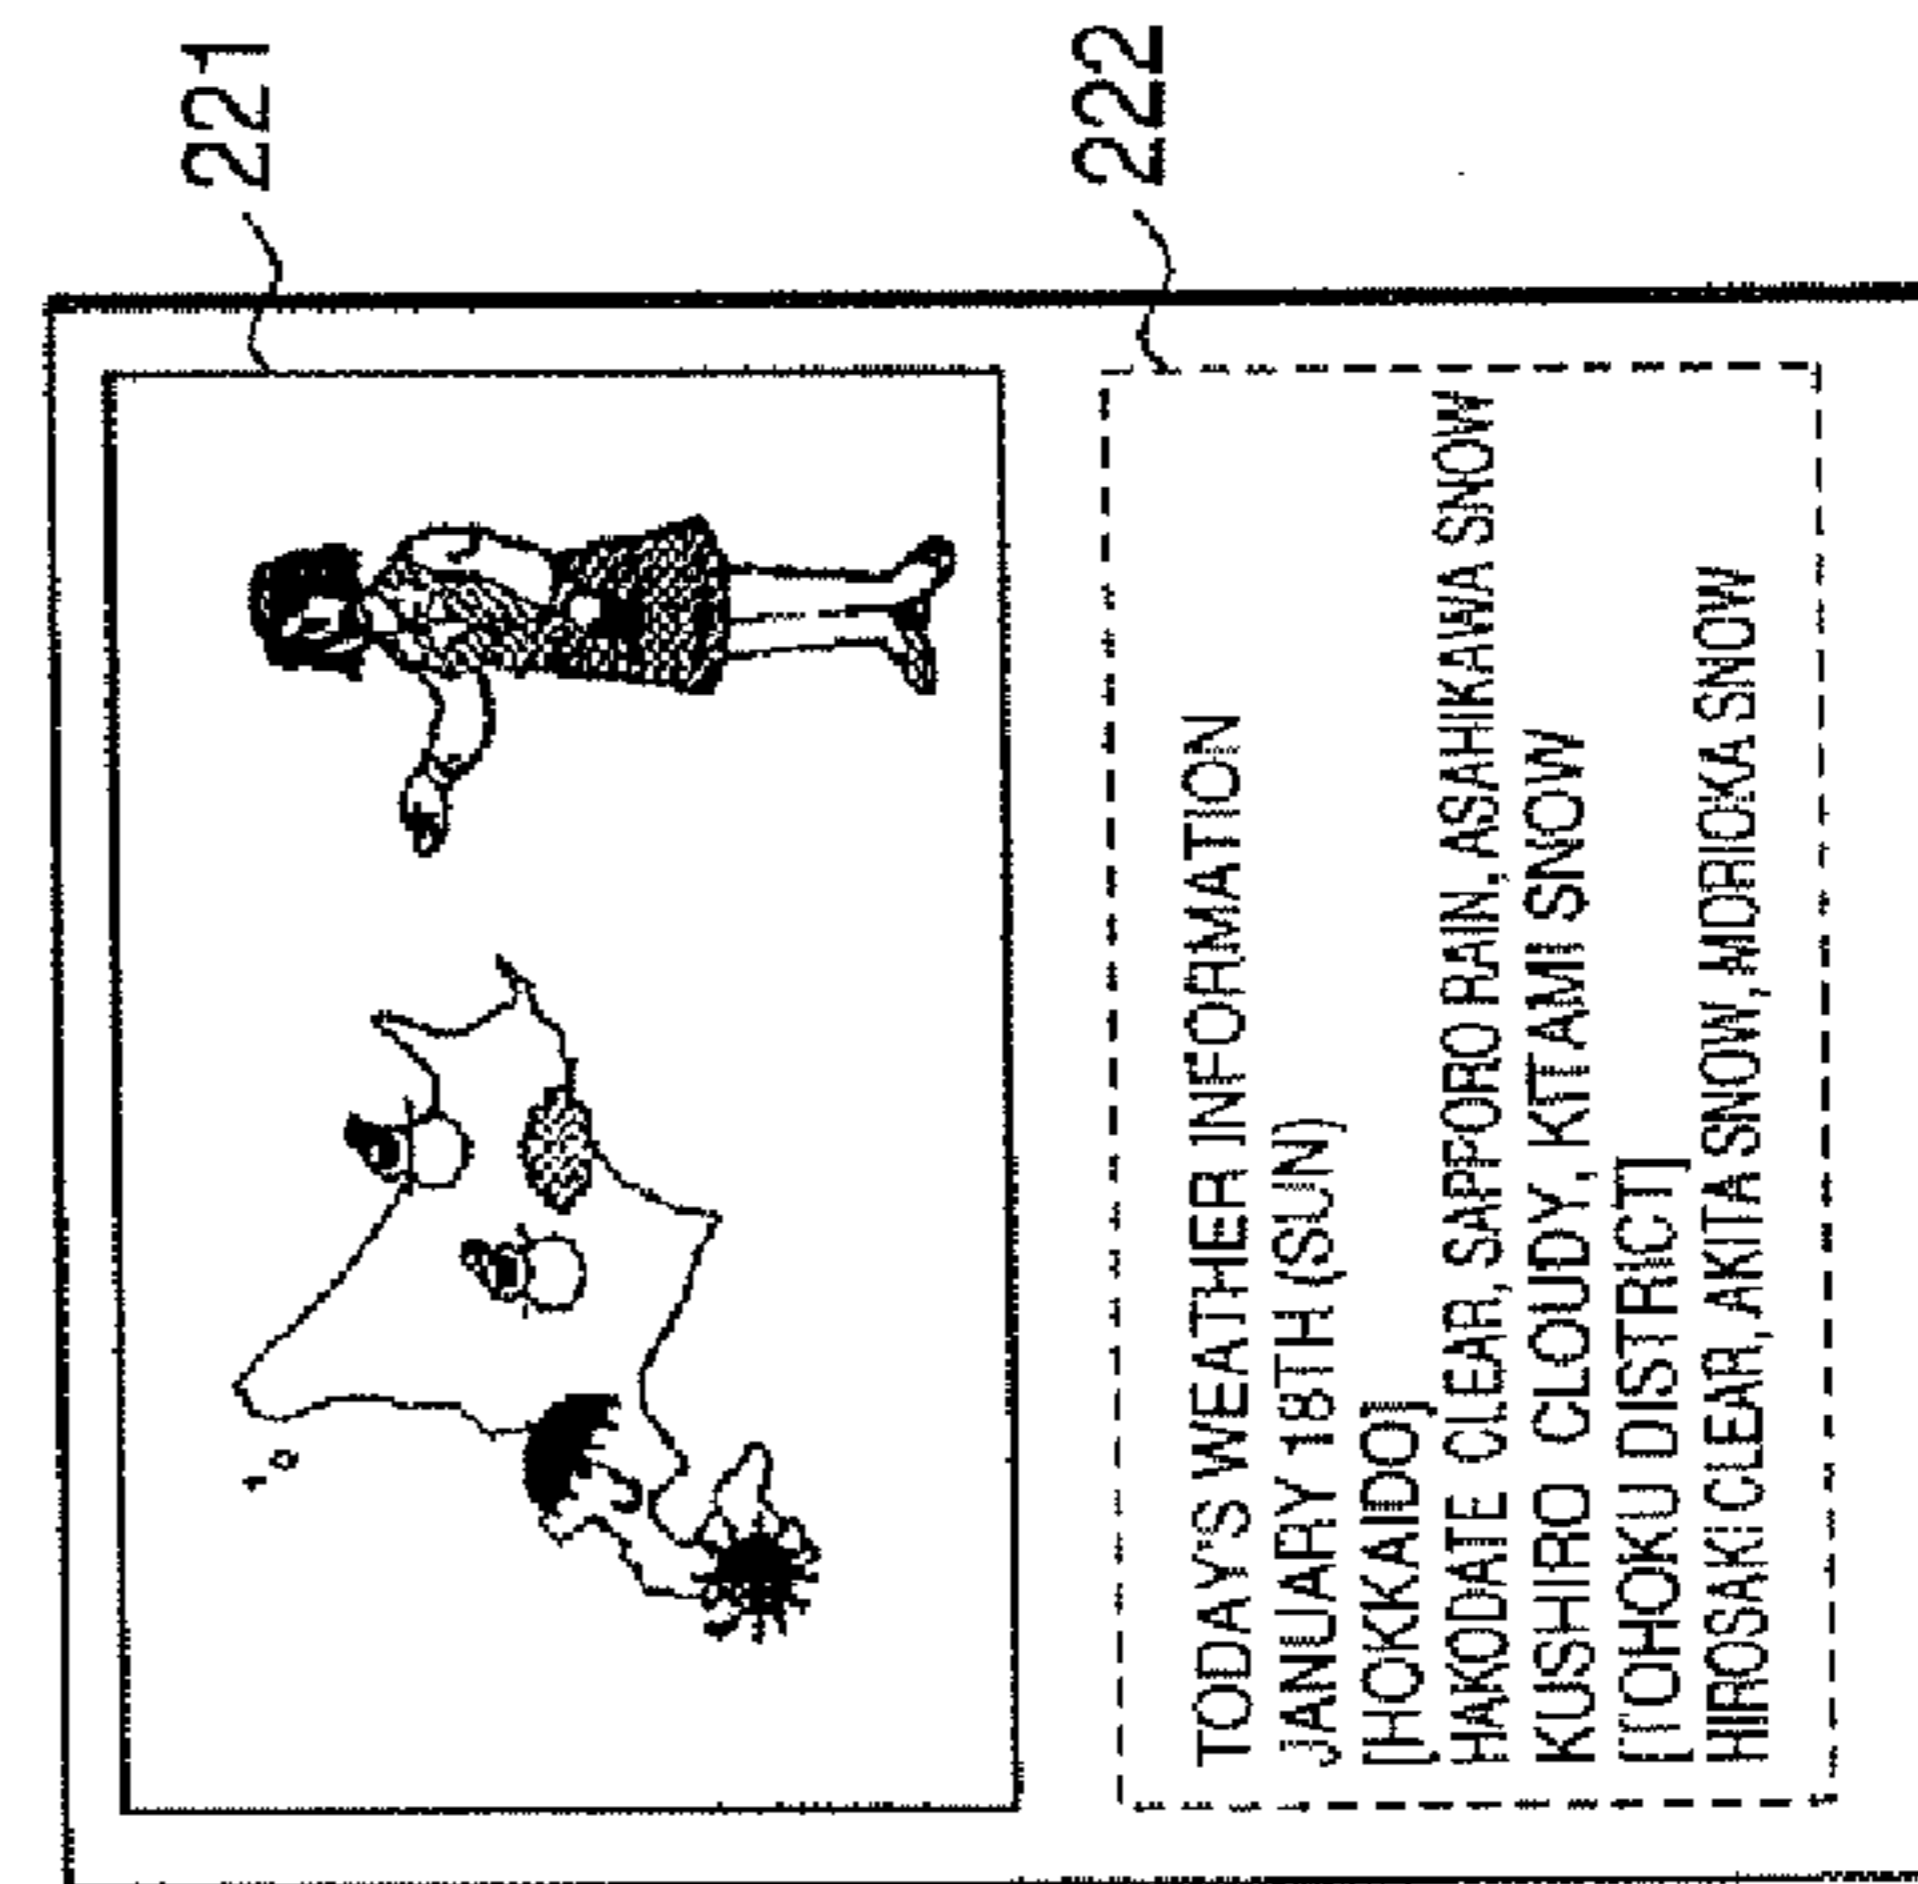 221
222
TODAY'S WEATHER INFORMATION
JANUARY 18TH (SUN)
[HOKKAIDO]
HAKODATE CLEAR, SAPPORO RAIN, ASAHIKAWA SNOW
KUSHIRO CLOUDY, KTAMI SNOW
[TOHOKU DISTRICT]
HIROSAKI CLEAR, AKITA SNOW, MORIOKA SNOW